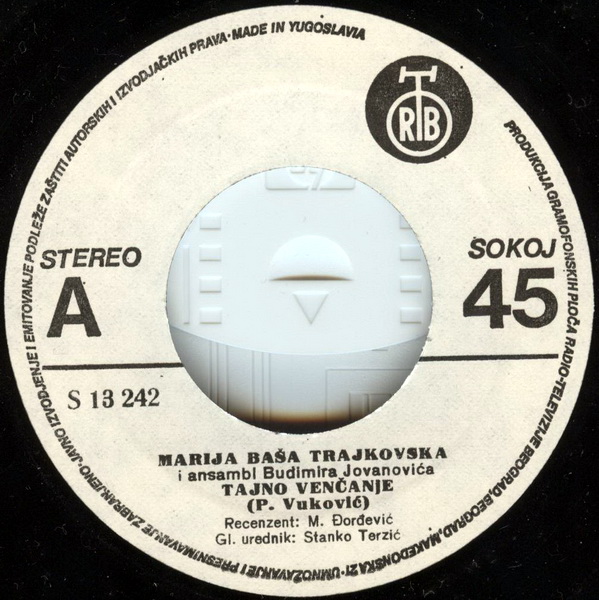 JAVNO IZVODJENJE I EMITOVANJE PODLEŽE ZAŠTITI AUTORSKIH I IZVODJAČKIH PRAVA · MADE IN YUGOSLAVIA
RTB
PRODUKCIJA GRAMOFONSKIH PLOČA RADIO-TELEVIZIJE BEOGRAD, BEOGRAD, MAKEDONSKA 21 · UMNOŽAVANJE I PRESNIMAVANJE ZABRANJENO ·
STEREO
A
SOKOJ
45
S 13 242
MARIJA BAŠA TRAJKOVSKA
i ansambl Budimira Jovanovića
TAJNO VENČANJE
(P. Vuković)
Recenzent: M. Đorđević
Gl. urednik: Stanko Terzić